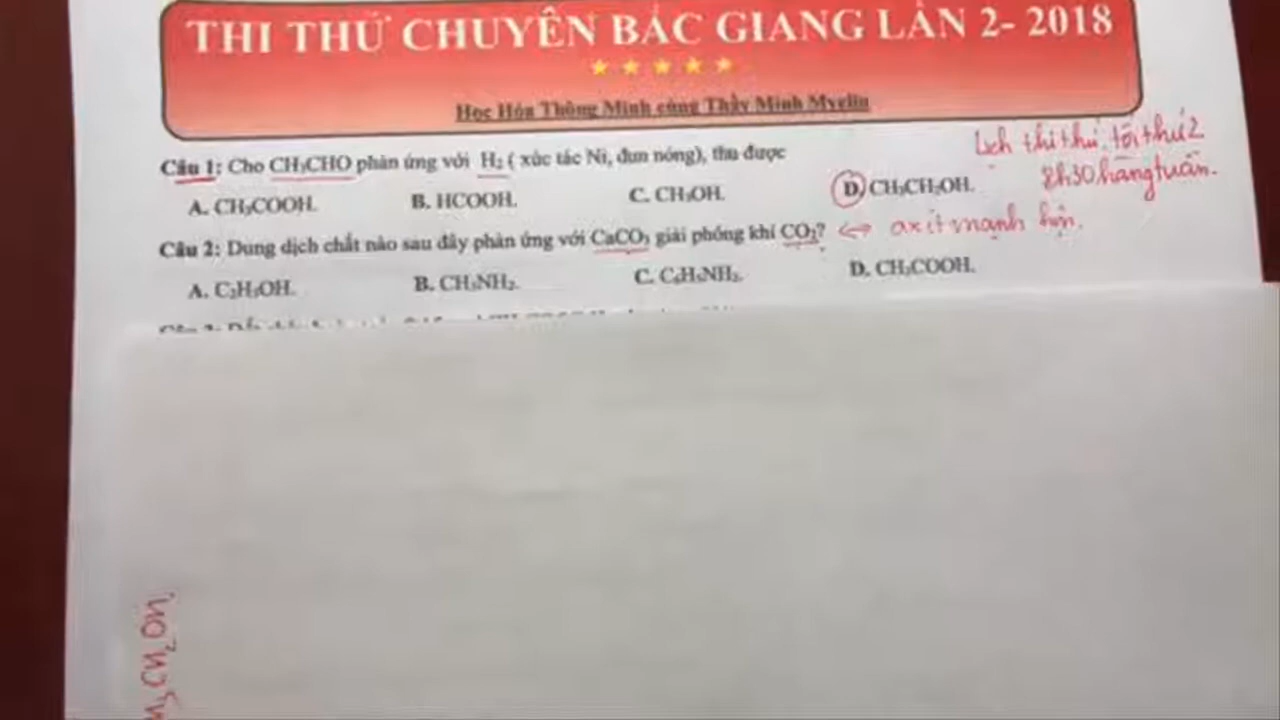 THI THỬ CHUYÊN BẮC GIANG LẦN 2- 2018
Học Hóa Thông Minh cùng Thầy Minh Myelin
Câu 1: Cho CH₃CHO phản ứng với H₂ ( xúc tác Ni, đun nóng), thu được
A. CH₃COOH. B. HCOOH. C. CH₃OH. D. CH₃CH₂OH.
Lịch thi thử: tối thứ 2
8h30 hàng tuần.
Câu 2: Dung dịch chất nào sau đây phản ứng với CaCO₃ giải phóng khí CO₂? ⇔ axit mạnh hơn.
A. C₂H₅OH. B. CH₃NH₂. C. C₆H₅NH₂. D. CH₃COOH.